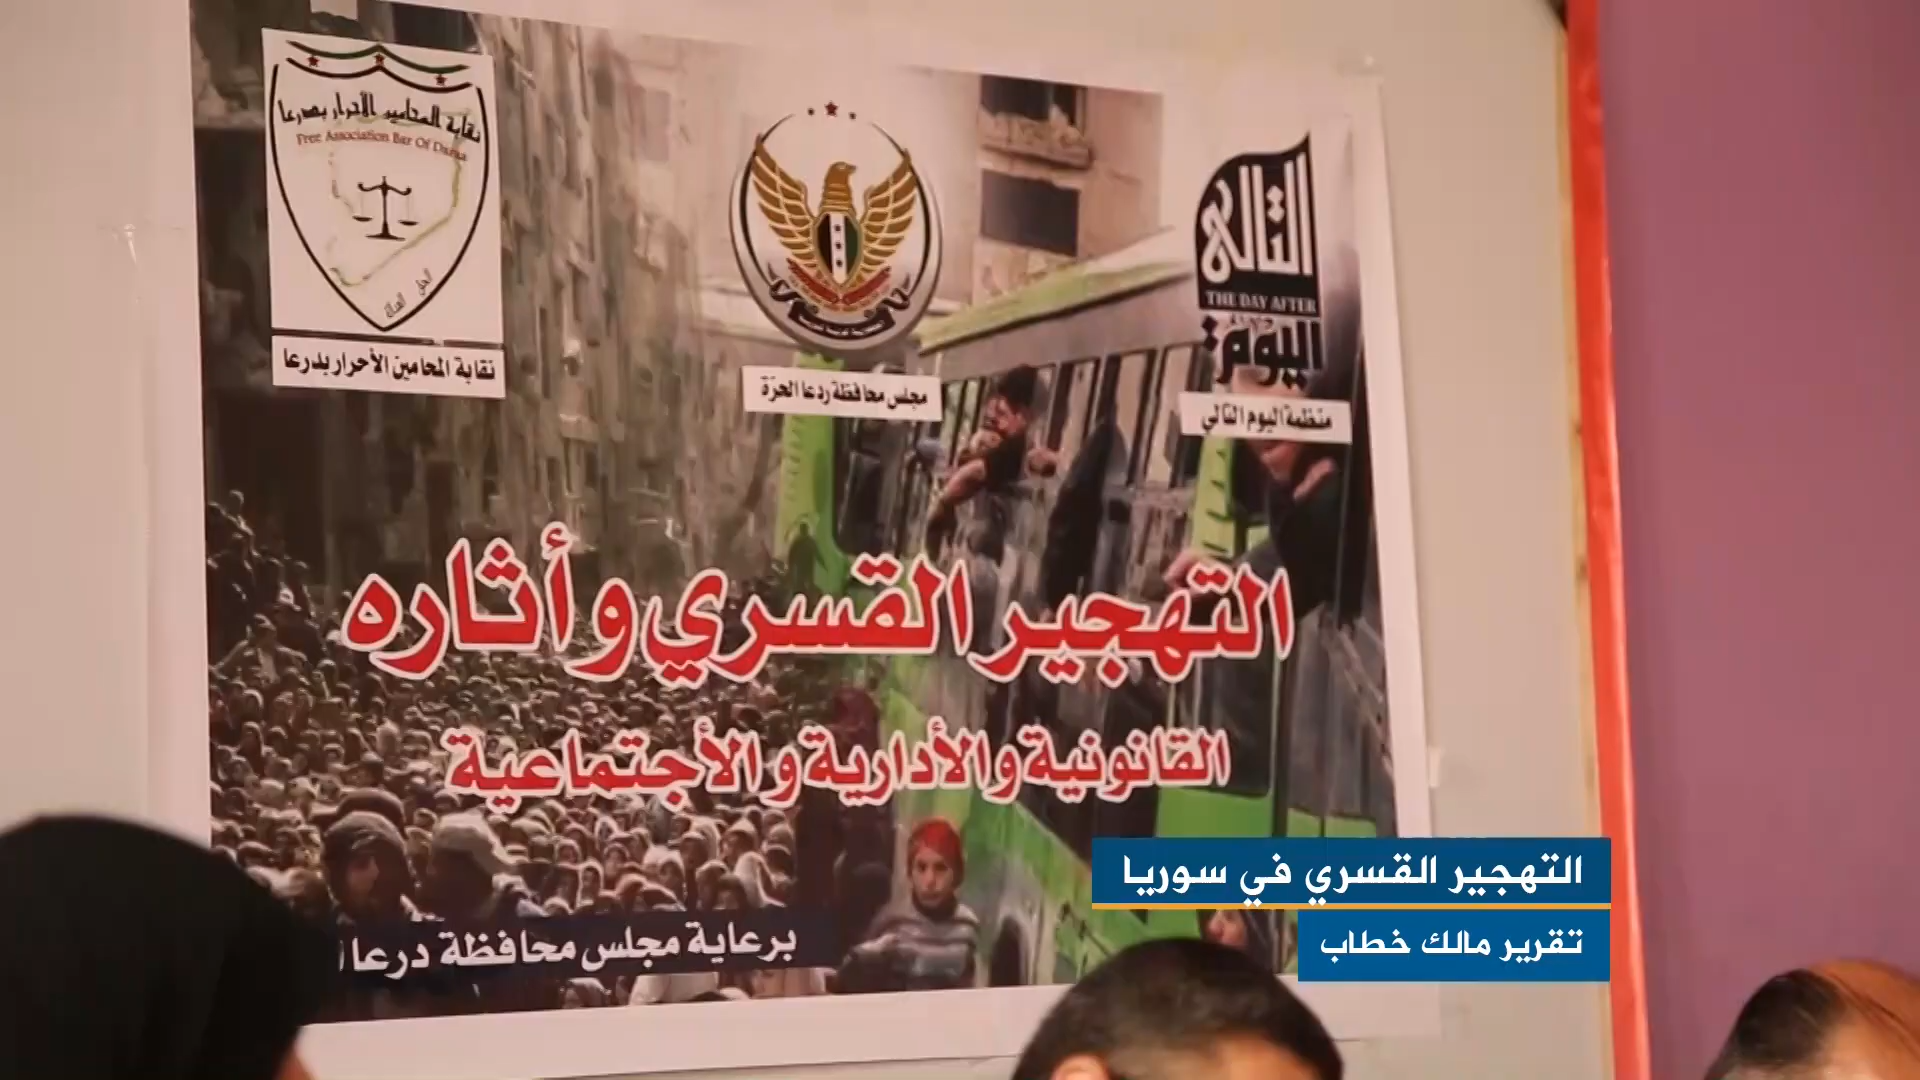 نقابة المحامين الأحرار بدرعا
Free Association Bar Of Daraa
نقابة المحامين الأحرار بدرعا
مجلس محافظة ردعا الحرة
التالي
THE DAY AFTER
اليوم
منظمة اليوم التالي
التهجير القسري وأثاره
القانونية والأدارية والأجتماعية
برعاية مجلس محافظة درعا
التهجير القسري في سوريا
تقرير مالك خطاب